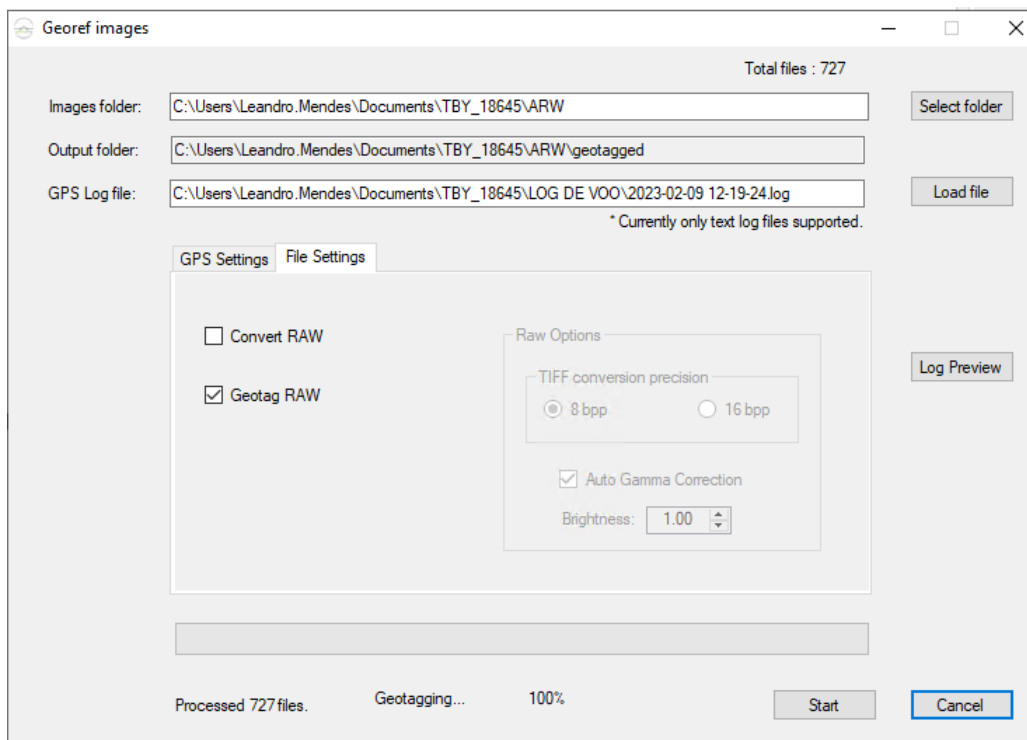 Georef images
Total files : 727
Images folder: C:\Users\Leandro.Mendes\Documents\TBY_18645\ARW Select folder
Output folder: C:\Users\Leandro.Mendes\Documents\TBY_18645\ARW\geotagged
GPS Log file: C:\Users\Leandro.Mendes\Documents\TBY_18645\LOG DE VOO\2023-02-09 12-19-24.log Load file
* Currently only text log files supported.
GPS Settings File Settings
Convert RAW Raw Options
TIFF conversion precision Log Preview
Geotag RAW 8 bpp 16 bpp
Auto Gamma Correction
Brightness: 1.00
Processed 727 files. Geotagging... 100% Start Cancel